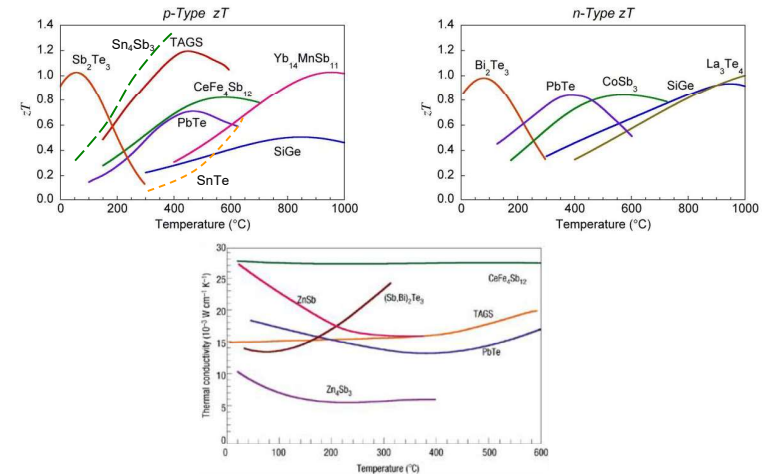 p-Type zT
1.4
1.2
1.0
0.8
0.6
0.4
0.2
0.0
zT
Sb2Te3
Sn4Sb3
TAGS
Yb14MnSb11
CeFe4Sb12
PbTe
SiGe
SnTe
0 200 400 600 800 1000
Temperature (°C)
n-Type zT
1.4
1.2
1.0
0.8
0.6
0.4
0.2
0.0
zT
Bi2Te3
PbTe
CoSb3
SiGe
La3Te4
0 200 400 600 800 1000
Temperature (°C)
30
25
20
15
10
5
0
Thermal conductivity (10⁻³ W cm⁻¹ K⁻¹)
CeFe4Sb12
ZnSb
(Sb,Bi)2Te3
TAGS
PbTe
Zn4Sb3
0 100 200 300 400 500 600
Temperature (°C)